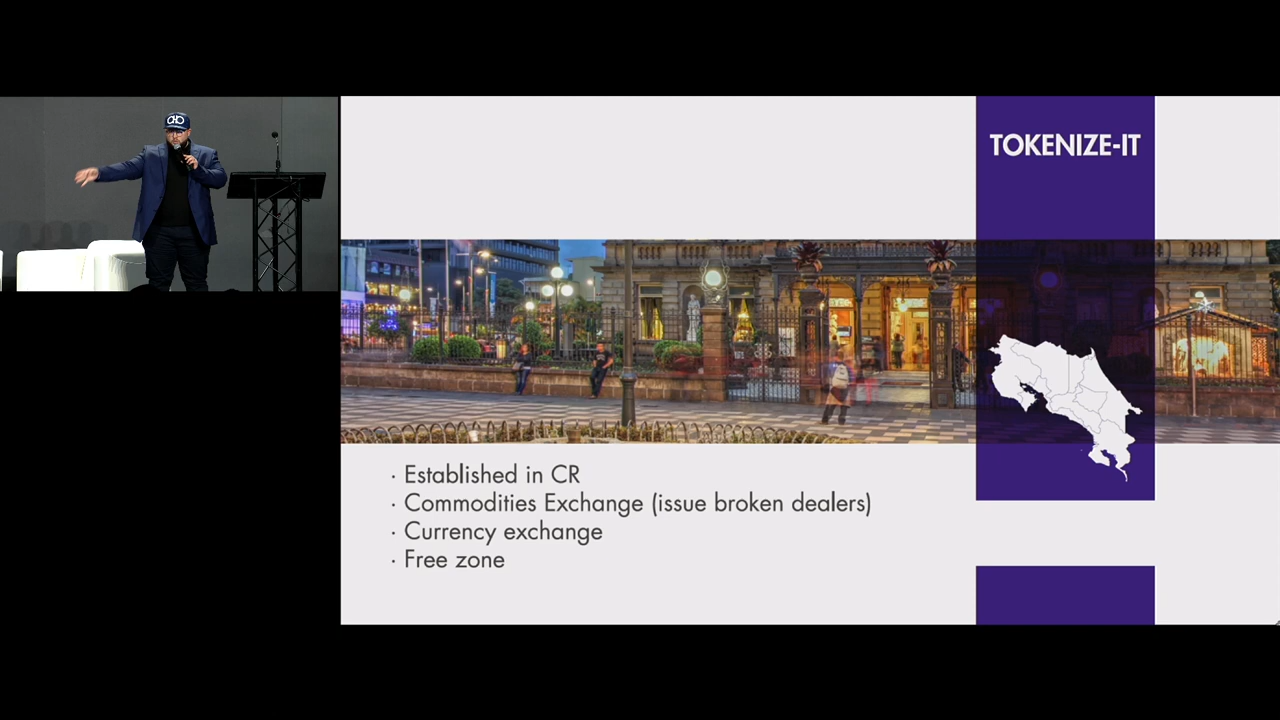 TOKENIZE-IT
· Established in CR
· Commodities Exchange (issue broken dealers)
· Currency exchange
· Free zone